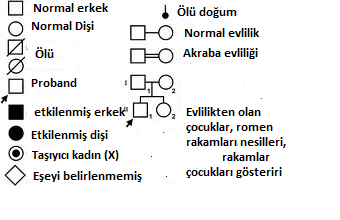 Normal erkek
Normal Dişi
Ölü
Proband
etkilenmiş erkek
Etkilenmiş dişi
Taşıyıcı kadın (X)
Eşeyi belirlenmemiş
Ölü doğum
Normal evlilik
Akraba evliliği
I
1 2
II
1 2
Evlilikten olan
çocuklar, romen
rakamları nesilleri,
rakamlar
çocukları gösteriri